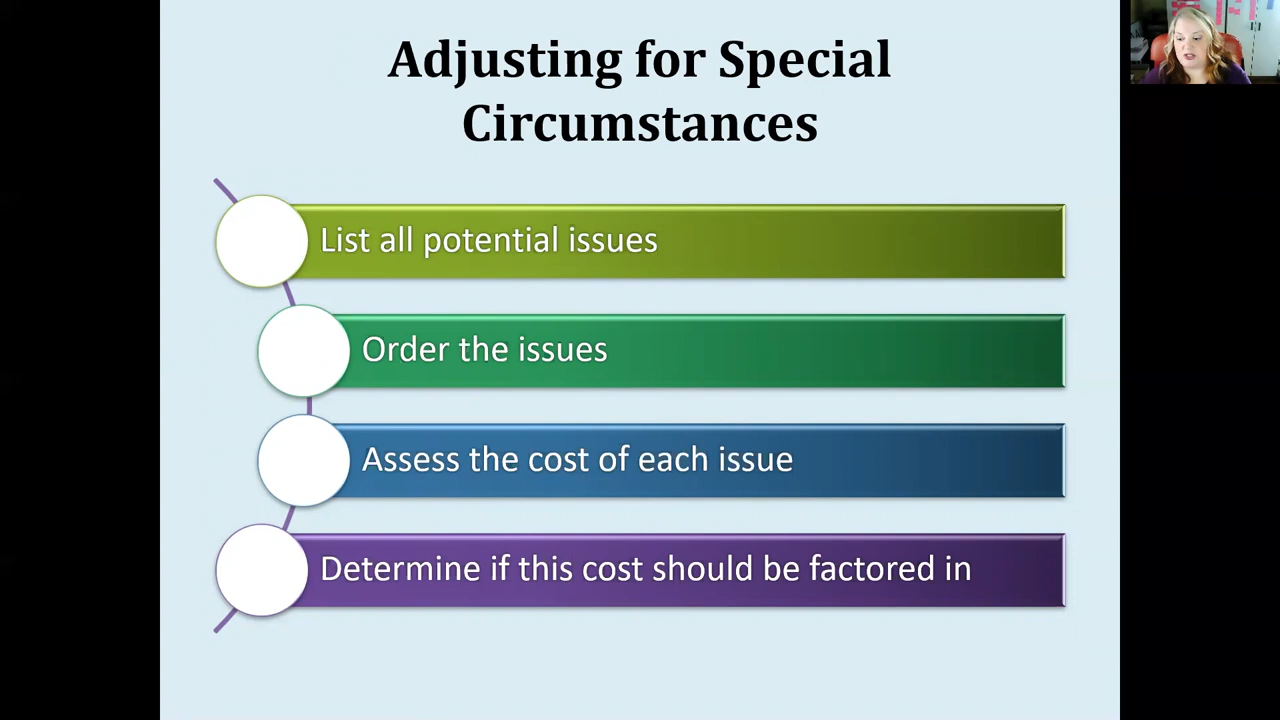 Adjusting for Special
Circumstances
List all potential issues
Order the issues
Assess the cost of each issue
Determine if this cost should be factored in